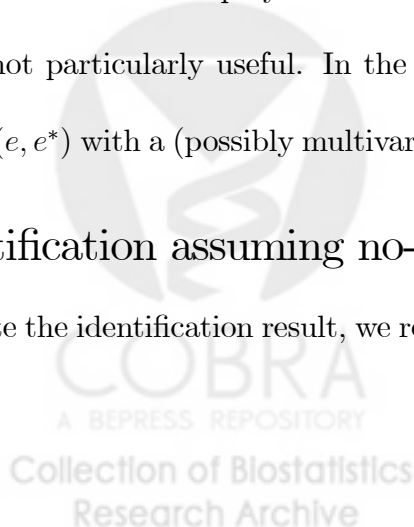 not particularly useful. In the
(e, e*) with a (possibly multivar
tification assuming no-
te the identification result, we re
COBRA
A BEPRESS REPOSITORY
Collection of Biostatistics
Research Archive